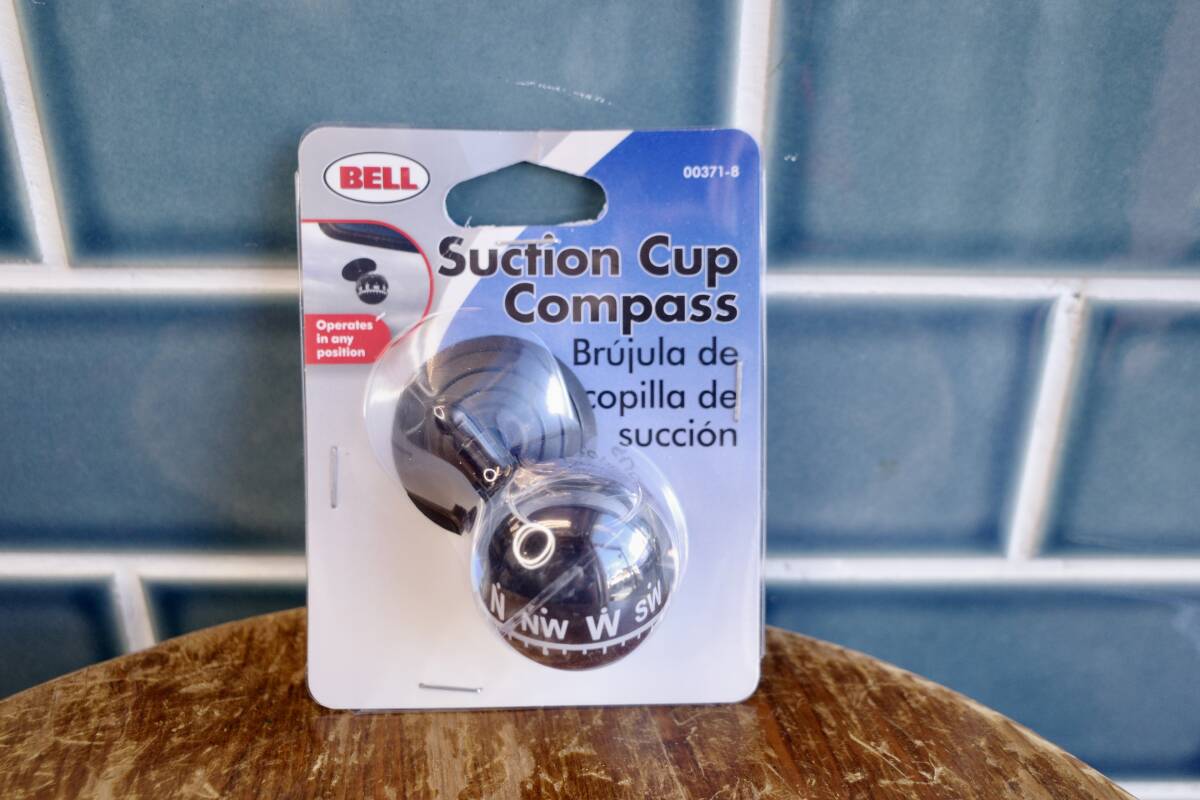 BELL
00371-8
Suction Cup
Compass
Operates
in any
position
Brújula de
copilla de
succión
N NW W SW